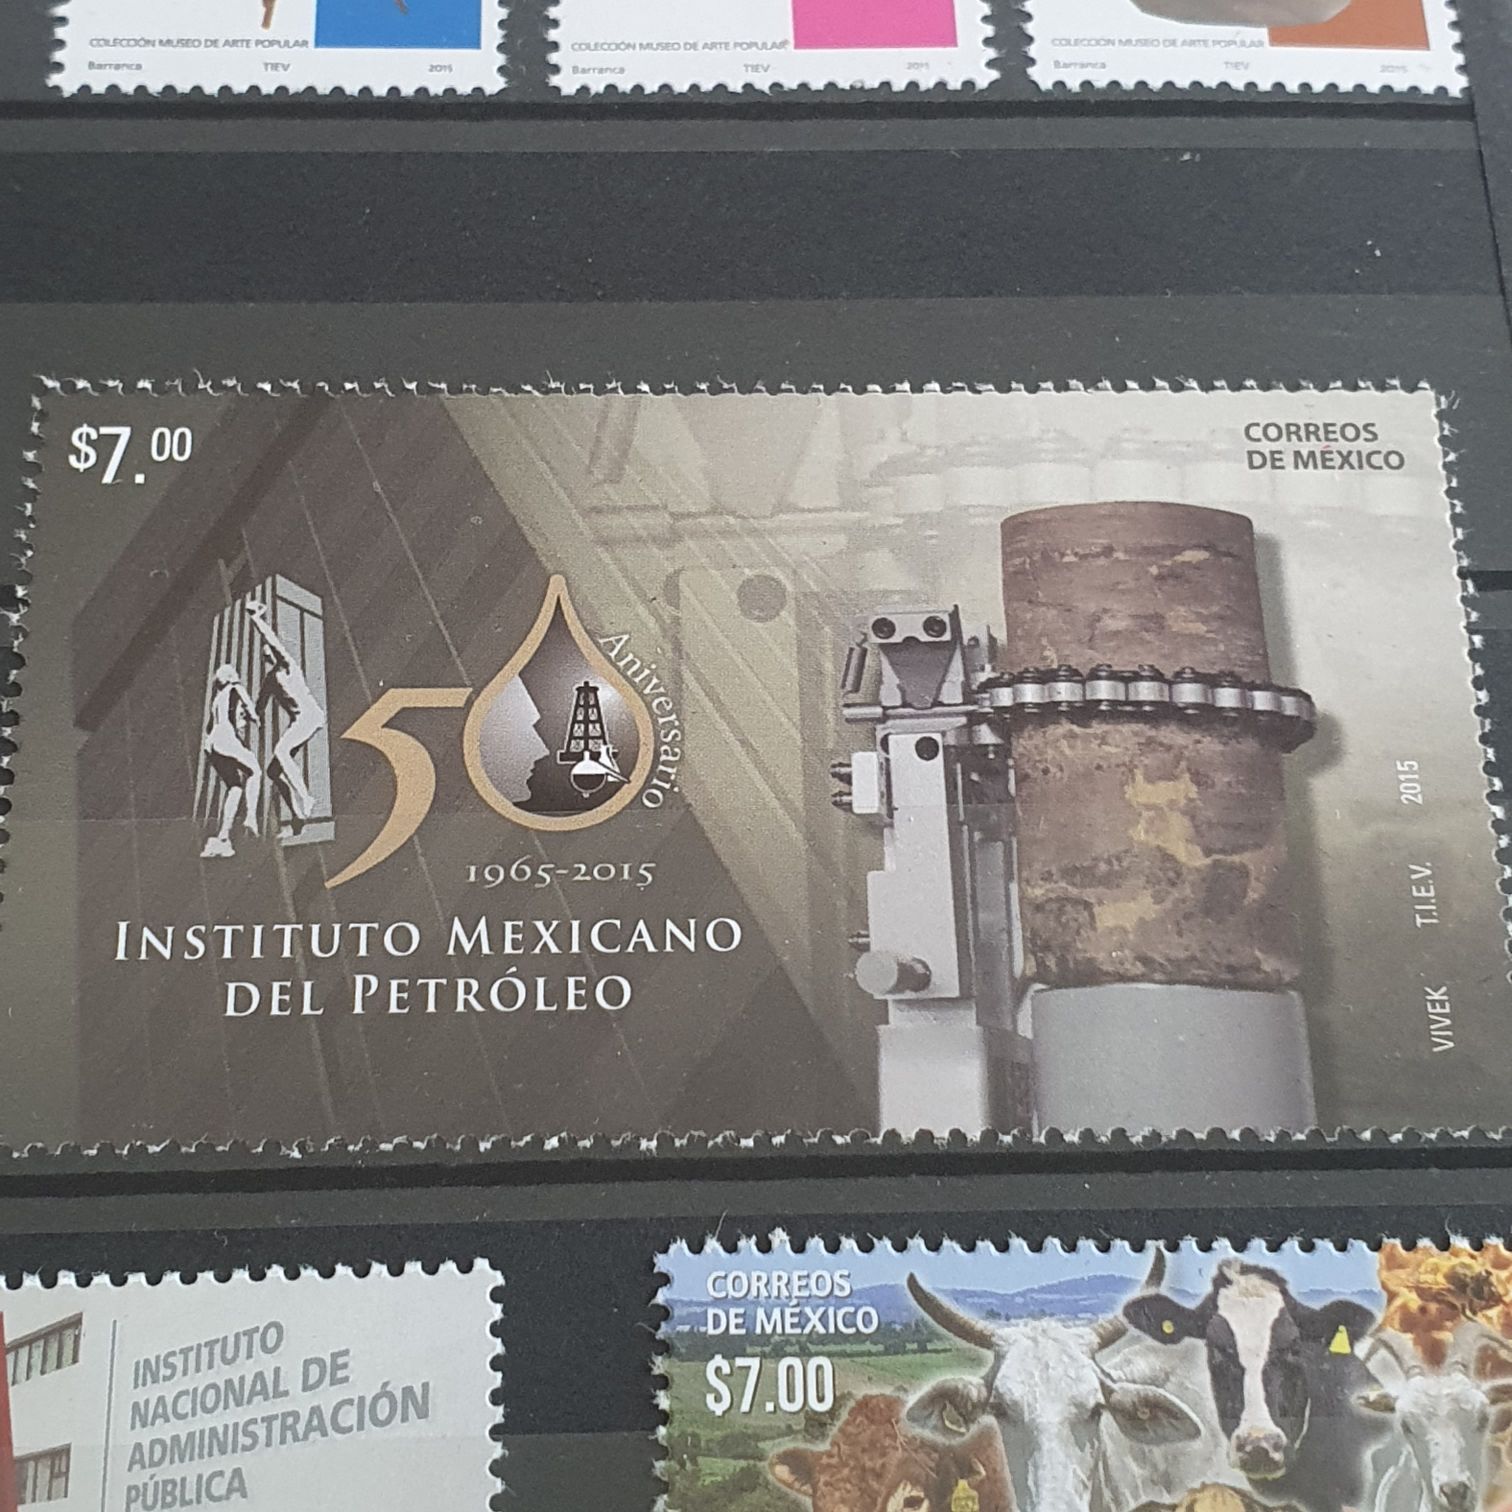 COLECCIÓN MUSEO DE ARTE POPULAR
Barranca TIEV 2015
COLECCIÓN MUSEO DE ARTE POPULAR
Barranca TIEV 2015
COLECCIÓN MUSEO DE ARTE POPULAR
Barranca TIEV 2015
$7.00
CORREOS
DE MÉXICO
50
Aniversario
1965-2015
INSTITUTO MEXICANO
DEL PETRÓLEO
VIVEK T.I.E.V. 2015
INSTITUTO
NACIONAL DE
ADMINISTRACIÓN
PÚBLICA
CORREOS
DE MÉXICO
$7.00